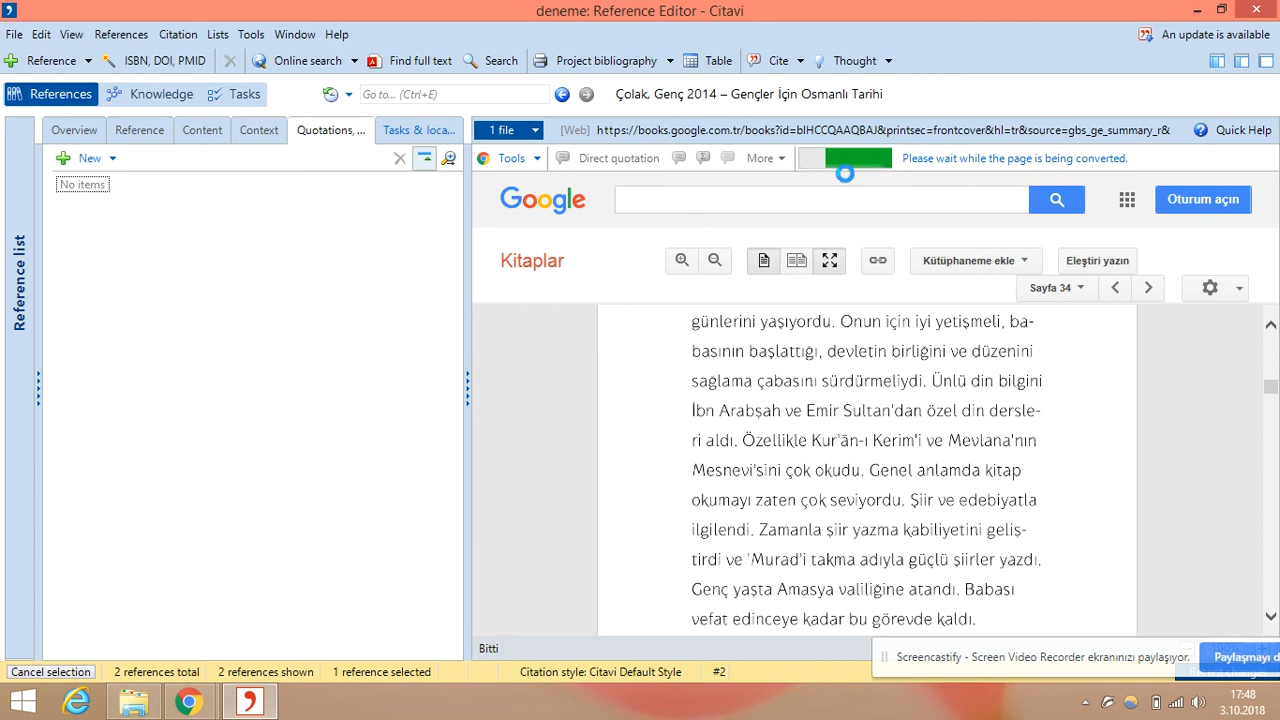 deneme: Reference Editor - Citavi
File Edit View References Citation Lists Tools Window Help An update is available
Reference ISBN, DOI, PMID Online search Find full text Search Project bibliography Table Cite Thought
References Knowledge Tasks Go to... (Ctrl+E) Çolak, Genç 2014 – Gençler İçin Osmanlı Tarihi
Overview Reference Content Context Quotations, ... Tasks & loca... 1 file [Web] https://books.google.com.tr/books?id=blHCCQAAQBAJ&printsec=frontcover&hl=tr&source=gbs_ge_summary_r& Quick Help
New Tools Direct quotation More Please wait while the page is being converted.
No items
Google Oturum açın
Reference list
Kitaplar Kütüphaneme ekle Eleştiri yazın
Sayfa 34
günlerini yaşıyordu. Onun için iyi yetişmeli, ba-
basının başlattığı, devletin birliğini ve düzenini
sağlama çabasını sürdürmeliydi. Ünlü din bilgini
İbn Arabşah ve Emir Sultan'dan özel din dersle-
ri aldı. Özellikle Kur'ân-ı Kerim'i ve Mevlana'nın
Mesnevi'sini çok okudu. Genel anlamda kitap
okumayı zaten çok seviyordu. Şiir ve edebiyatla
ilgilendi. Zamanla şiir yazma kabiliyetini geliş-
tirdi ve 'Murad'i takma adıyla güçlü şiirler yazdı.
Genç yaşta Amasya valiliğine atandı. Babası
vefat edinceye kadar bu görevde kaldı.
Bitti
Screencastify - Screen Video Recorder ekranınızı paylaşıyor. Paylaşmayı d
Cancel selection 2 references total 2 references shown 1 reference selected Citation style: Citavi Default Style #2
17:48
3.10.2018